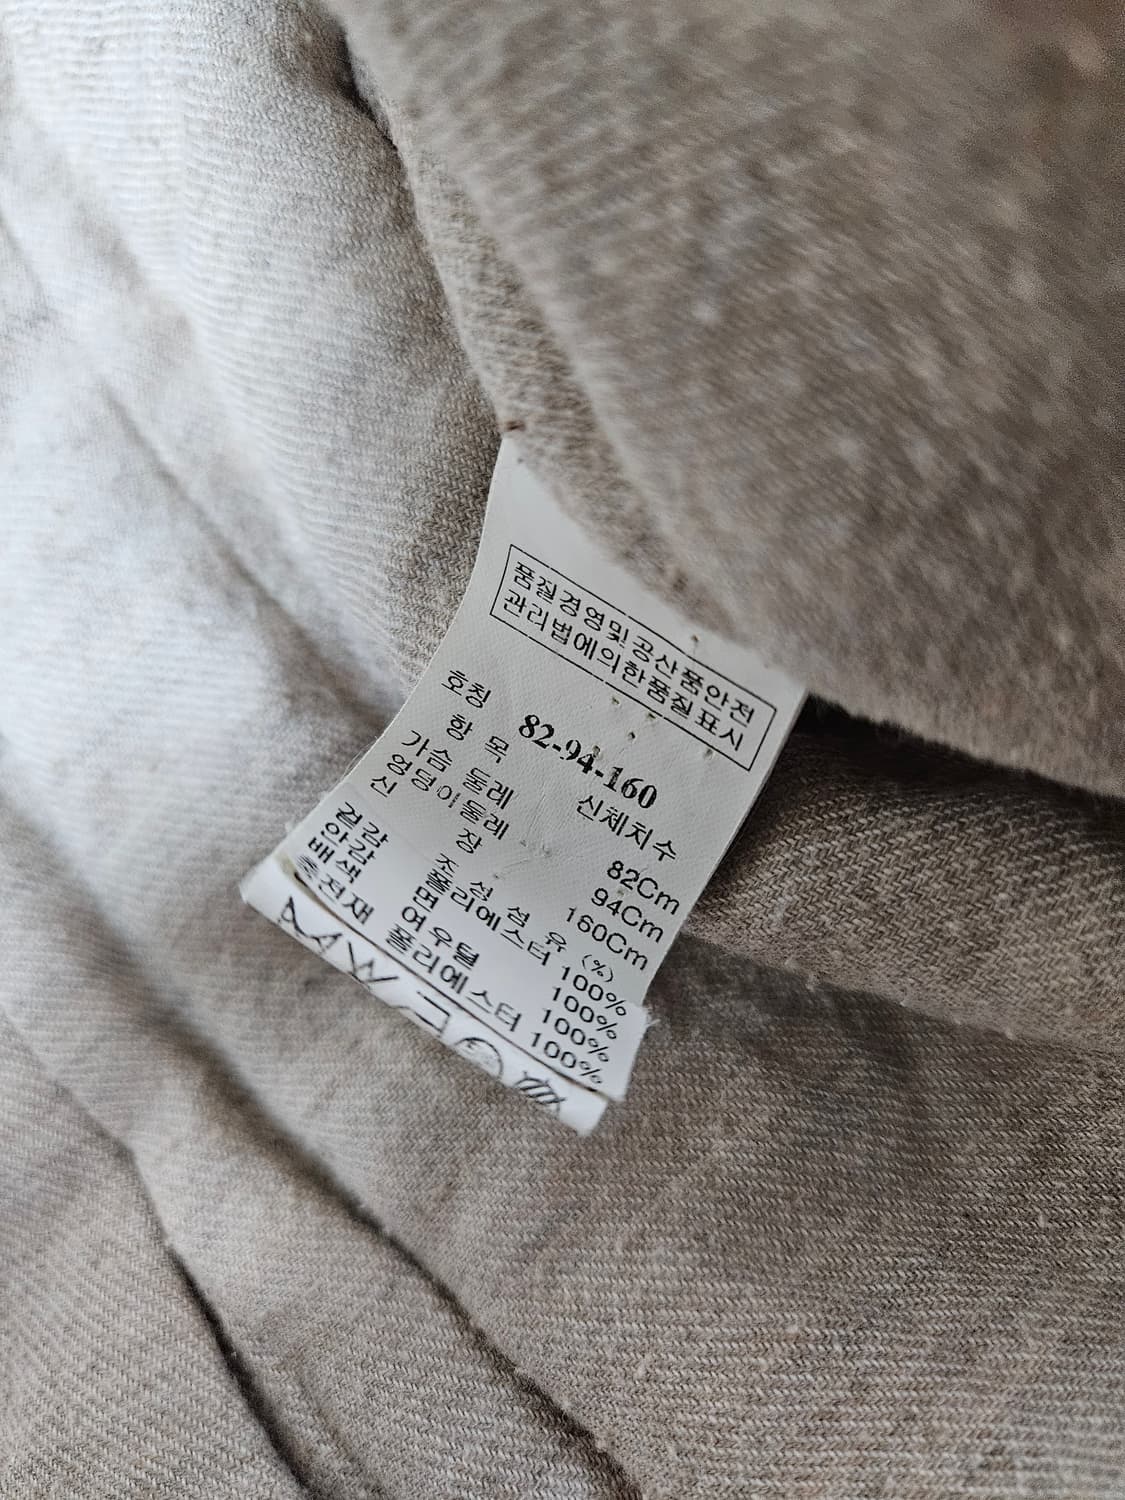 품질경영및공산품안전
관리법에의한품질표시
호칭 82-94-160
항 목 신체치수
가슴 둘레 82Cm
엉덩이둘레 94Cm
신 장 160Cm
조 성 섬 유 (%)
겉감 폴리에스터 100%
안감 면 100%
배색 여우털 100%
충전재 폴리에스터 100%